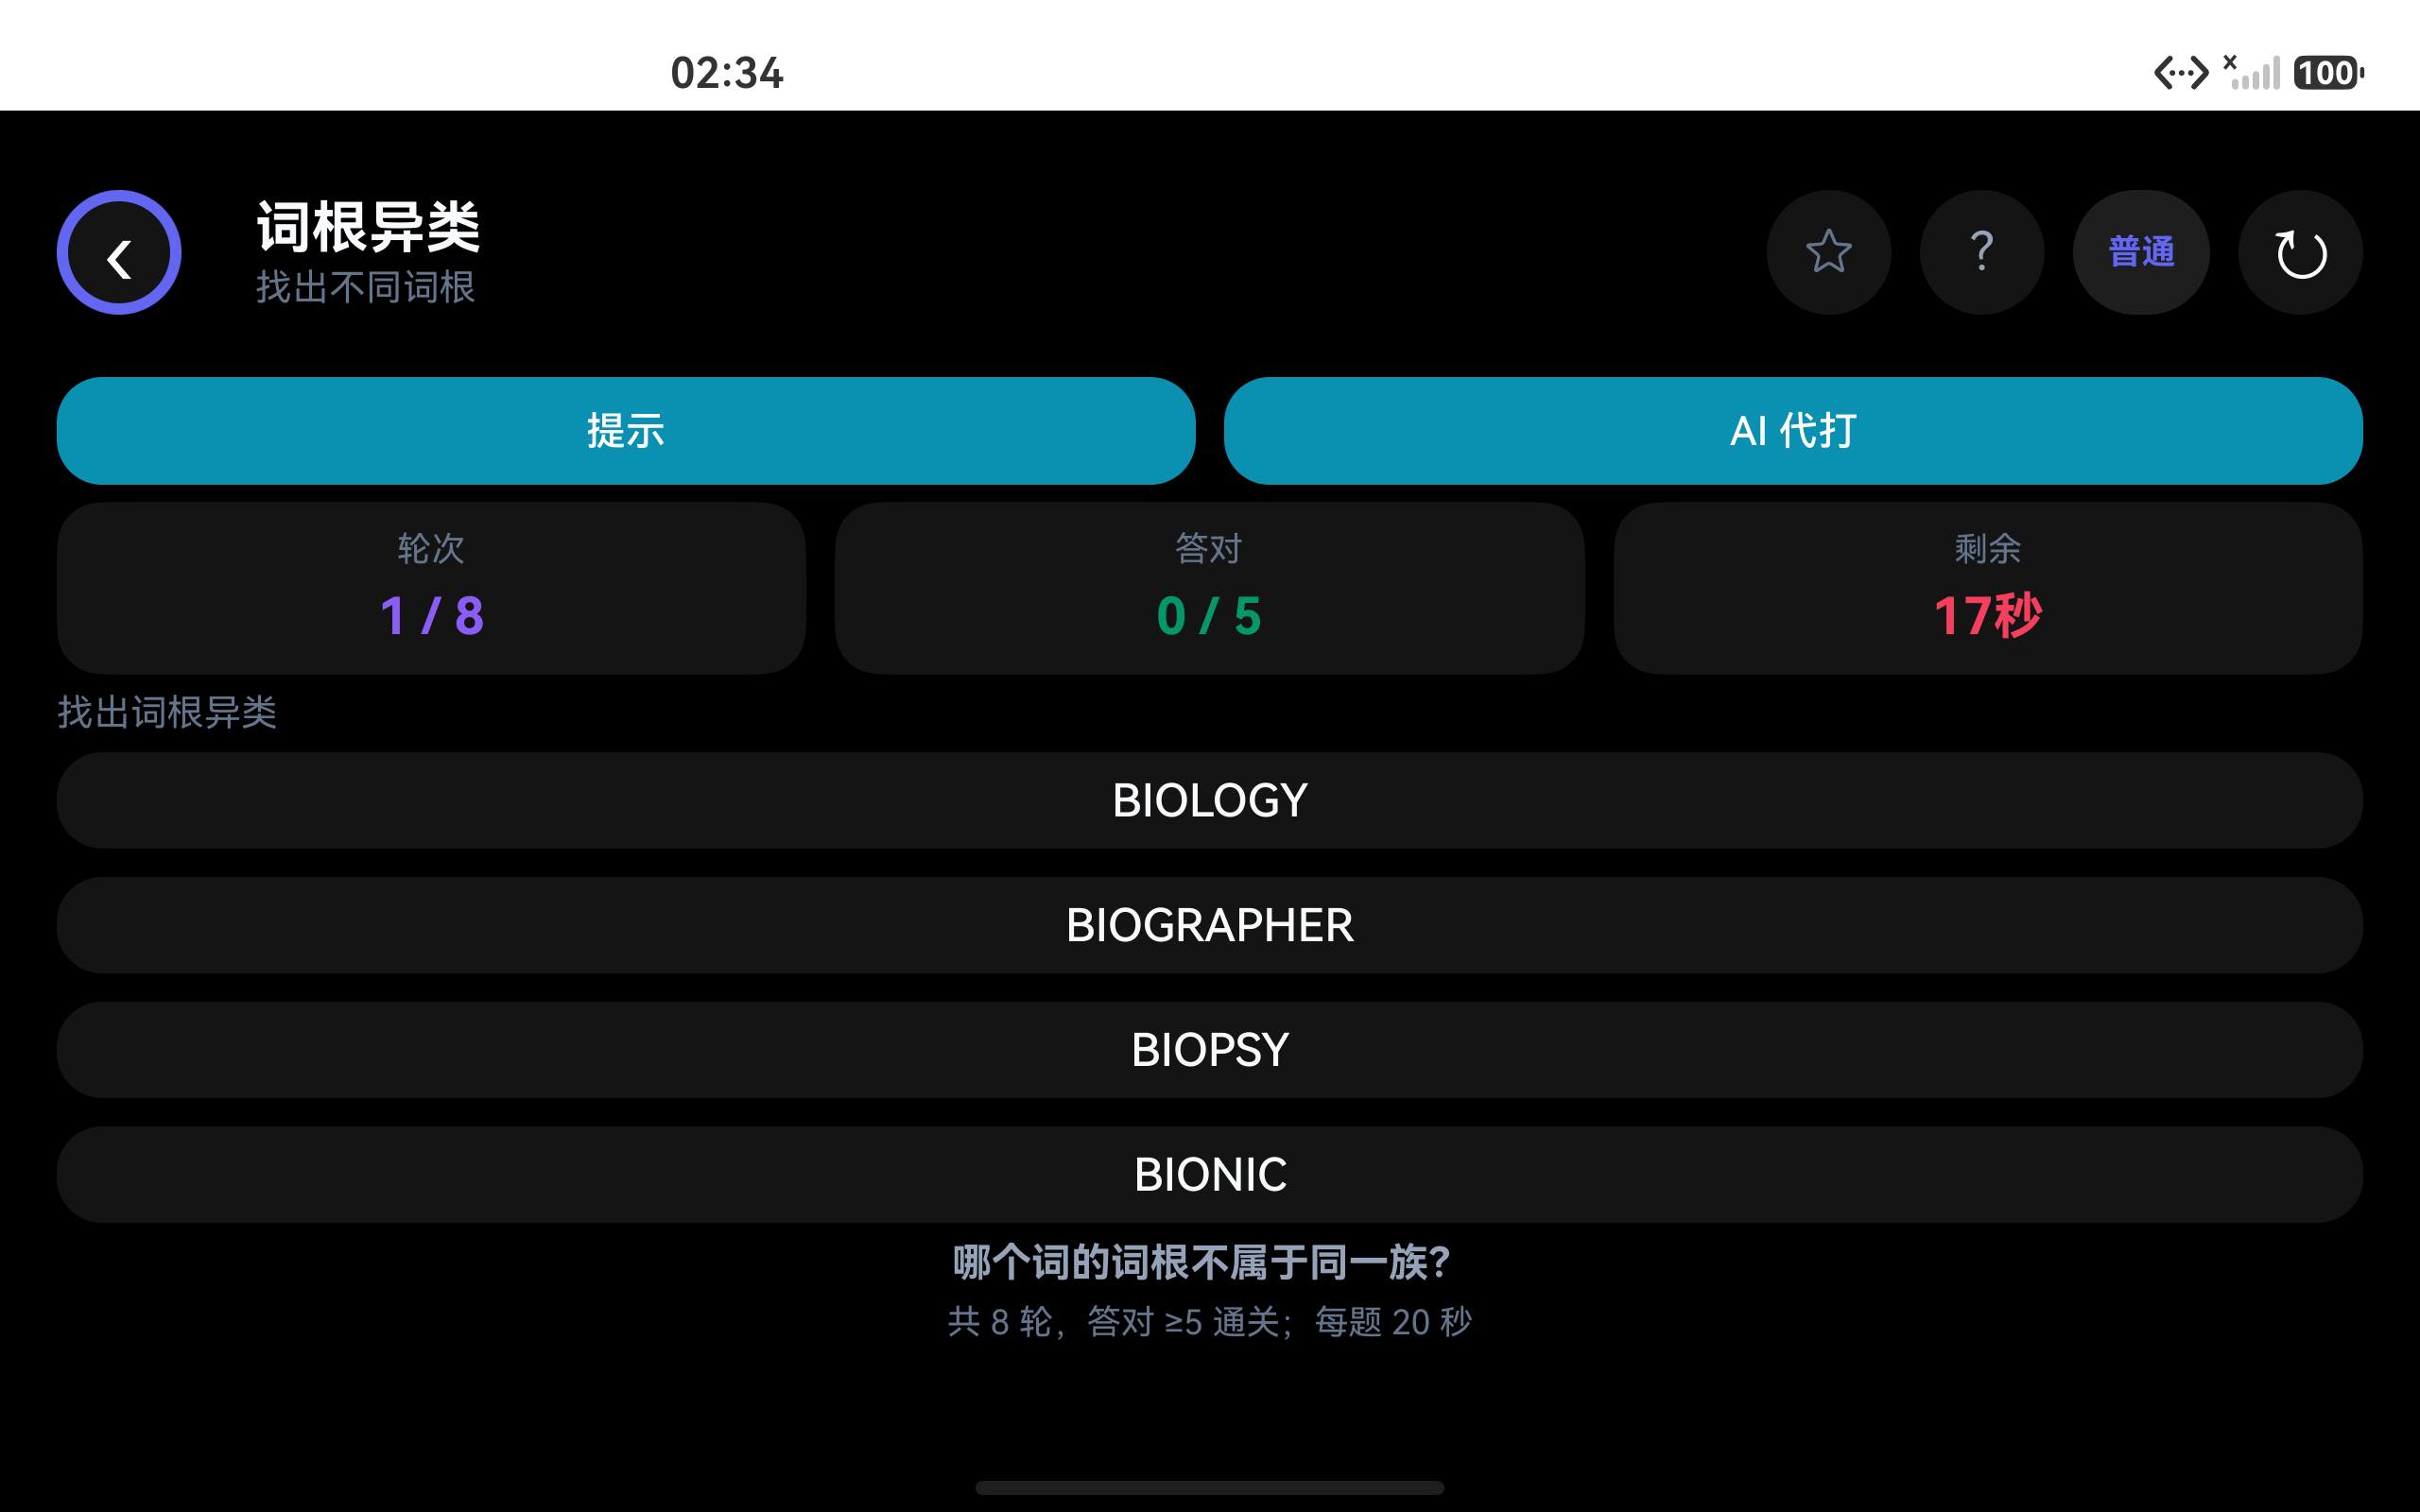 02:34
100
词根异类
找出不同词根
?
普通
提示
AI 代打
轮次
1 / 8
答对
0 / 5
剩余
17秒
找出词根异类
BIOLOGY
BIOGRAPHER
BIOPSY
BIONIC
哪个词的词根不属于同一族?
共 8 轮，答对 ≥5 通关；每题 20 秒